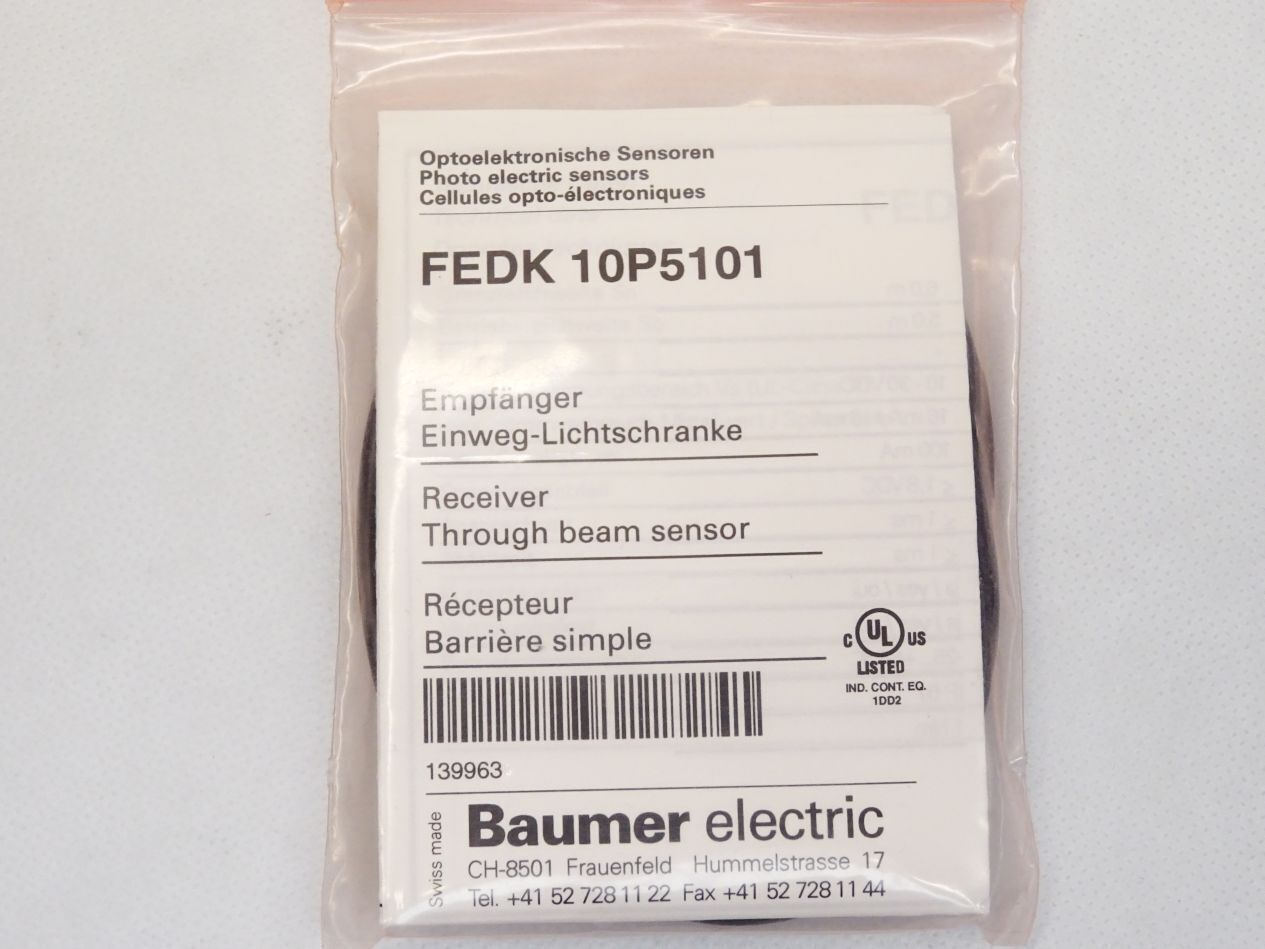 Optoelektronische Sensoren
Photo electric sensors
Cellules opto-électroniques
FEDK 10P5101
Empfänger
Einweg-Lichtschranke
Receiver
Through beam sensor
Récepteur
Barrière simple
C UL US
LISTED
IND. CONT. EQ.
1DD2
139963
Swiss made
Baumer electric
CH-8501 Frauenfeld Hummelstrasse 17
Tel. +41 52 728 11 22 Fax +41 52 728 11 44